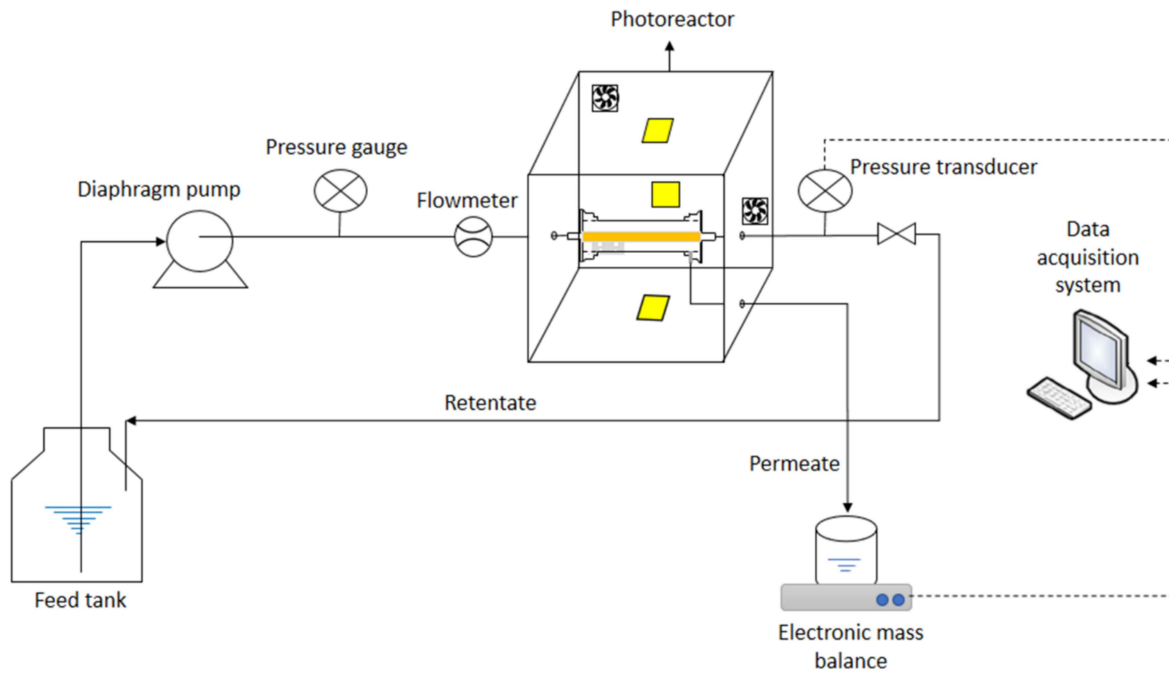 Photoreactor
Pressure gauge
Diaphragm pump
Flowmeter
Pressure transducer
Data
acquisition
system
Retentate
Permeate
Feed tank
Electronic mass
balance